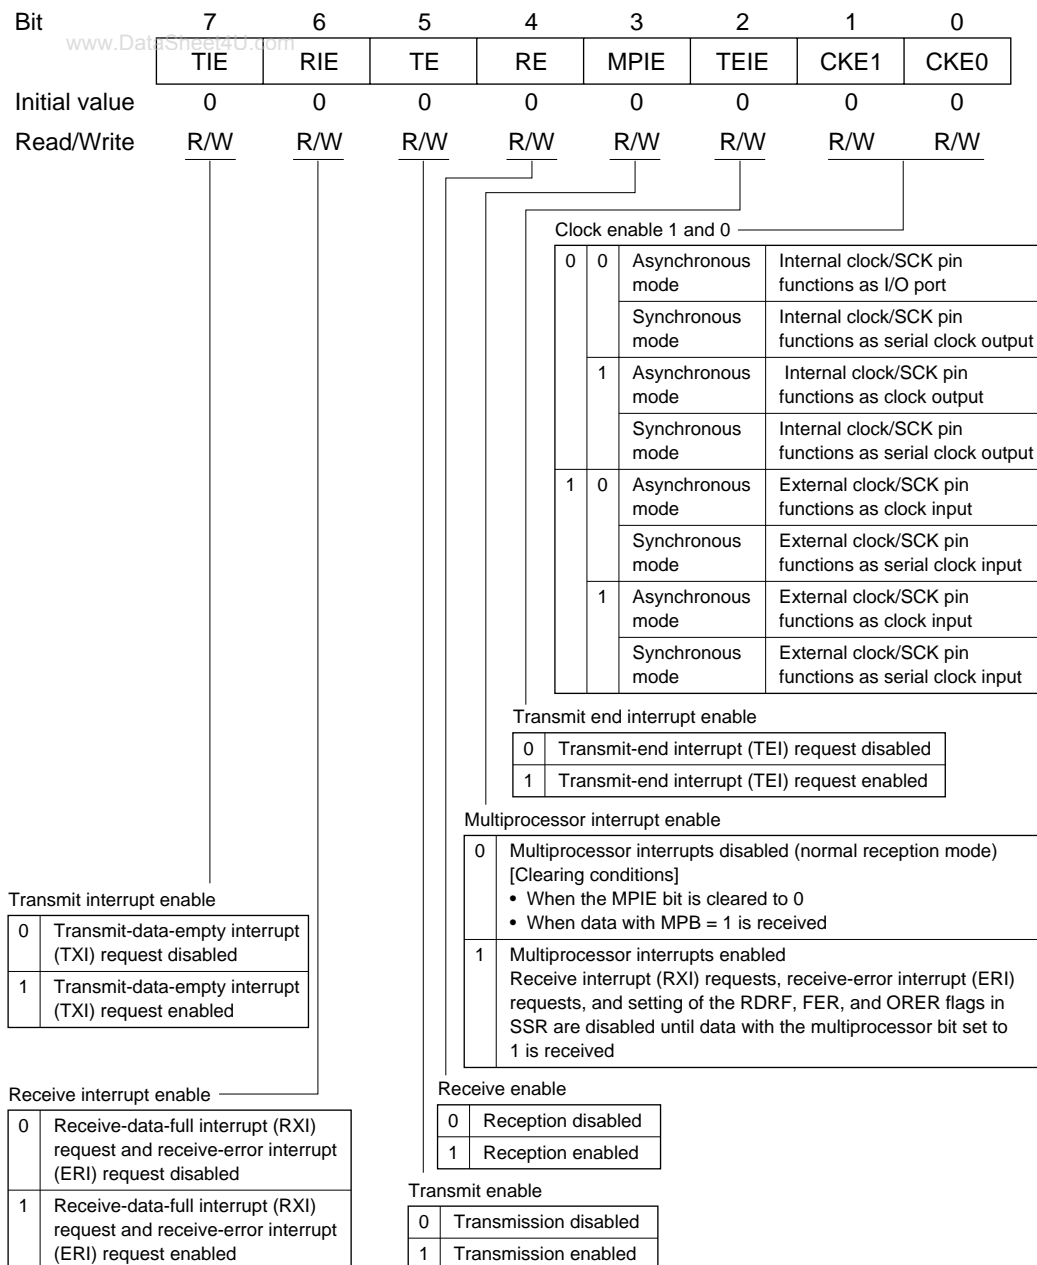 Bit 7 6 5 4 3 2 1 0
www.DataSheet4U.com
TIE RIE TE RE MPIE TEIE CKE1 CKE0
Initial value 0 0 0 0 0 0 0 0
Read/Write R/W R/W R/W R/W R/W R/W R/W R/W
Clock enable 1 and 0
0 0 Asynchronous mode Internal clock/SCK pin
functions as I/O port
Synchronous mode Internal clock/SCK pin
functions as serial clock output
1 Asynchronous mode Internal clock/SCK pin
functions as clock output
Synchronous mode Internal clock/SCK pin
functions as serial clock output
1 0 Asynchronous mode External clock/SCK pin
functions as clock input
Synchronous mode External clock/SCK pin
functions as serial clock input
1 Asynchronous mode External clock/SCK pin
functions as clock input
Synchronous mode External clock/SCK pin
functions as serial clock input
Transmit end interrupt enable
0 Transmit-end interrupt (TEI) request disabled
1 Transmit-end interrupt (TEI) request enabled
Multiprocessor interrupt enable
0 Multiprocessor interrupts disabled (normal reception mode)
[Clearing conditions]
• When the MPIE bit is cleared to 0
• When data with MPB = 1 is received
1 Multiprocessor interrupts enabled
Receive interrupt (RXI) requests, receive-error interrupt (ERI)
requests, and setting of the RDRF, FER, and ORER flags in
SSR are disabled until data with the multiprocessor bit set to
1 is received
Transmit interrupt enable
0 Transmit-data-empty interrupt
(TXI) request disabled
1 Transmit-data-empty interrupt
(TXI) request enabled
Receive enable
0 Reception disabled
1 Reception enabled
Receive interrupt enable
0 Receive-data-full interrupt (RXI)
request and receive-error interrupt
(ERI) request disabled
1 Receive-data-full interrupt (RXI)
request and receive-error interrupt
(ERI) request enabled
Transmit enable
0 Transmission disabled
1 Transmission enabled